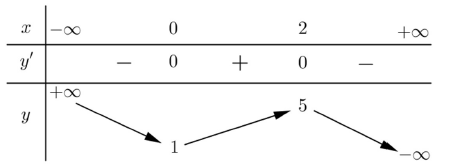 x −∞ 0 2 +∞
y′ − 0 + 0 −
+∞ 5
y
1 −∞